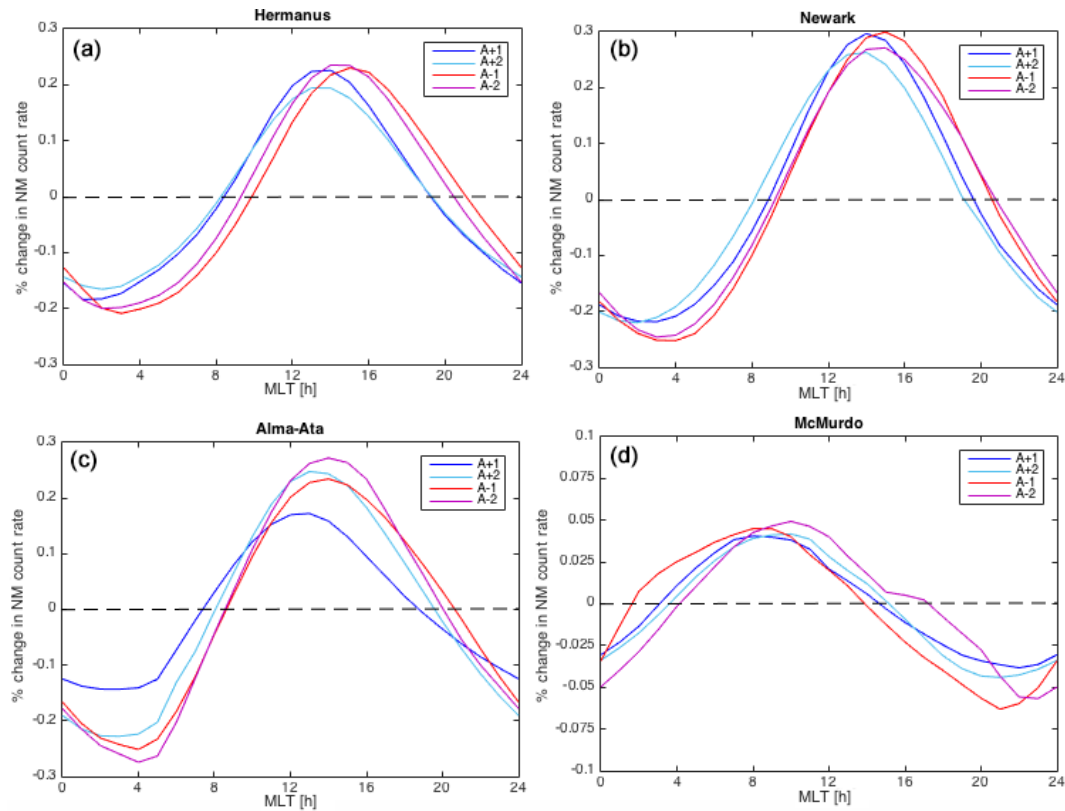 Hermanus
(a)
A+1
A+2
A-1
A-2
0.3
0.2
0.1
0
-0.1
-0.2
-0.3
% change in NM count rate
0 4 8 12 16 20 24
MLT [h]
Newark
(b)
A+1
A+2
A-1
A-2
0.3
0.2
0.1
0
-0.1
-0.2
-0.3
% change in NM count rate
0 4 8 12 16 20 24
MLT [h]
Alma-Ata
(c)
A+1
A+2
A-1
A-2
0.3
0.2
0.1
0
-0.1
-0.2
-0.3
% change in NM count rate
0 4 8 12 16 20 24
MLT [h]
McMurdo
(d)
A+1
A+2
A-1
A-2
0.1
0.075
0.05
0.025
0
-0.025
-0.05
-0.075
-0.1
% change in NM count rate
0 4 8 12 16 20 24
MLT [h]